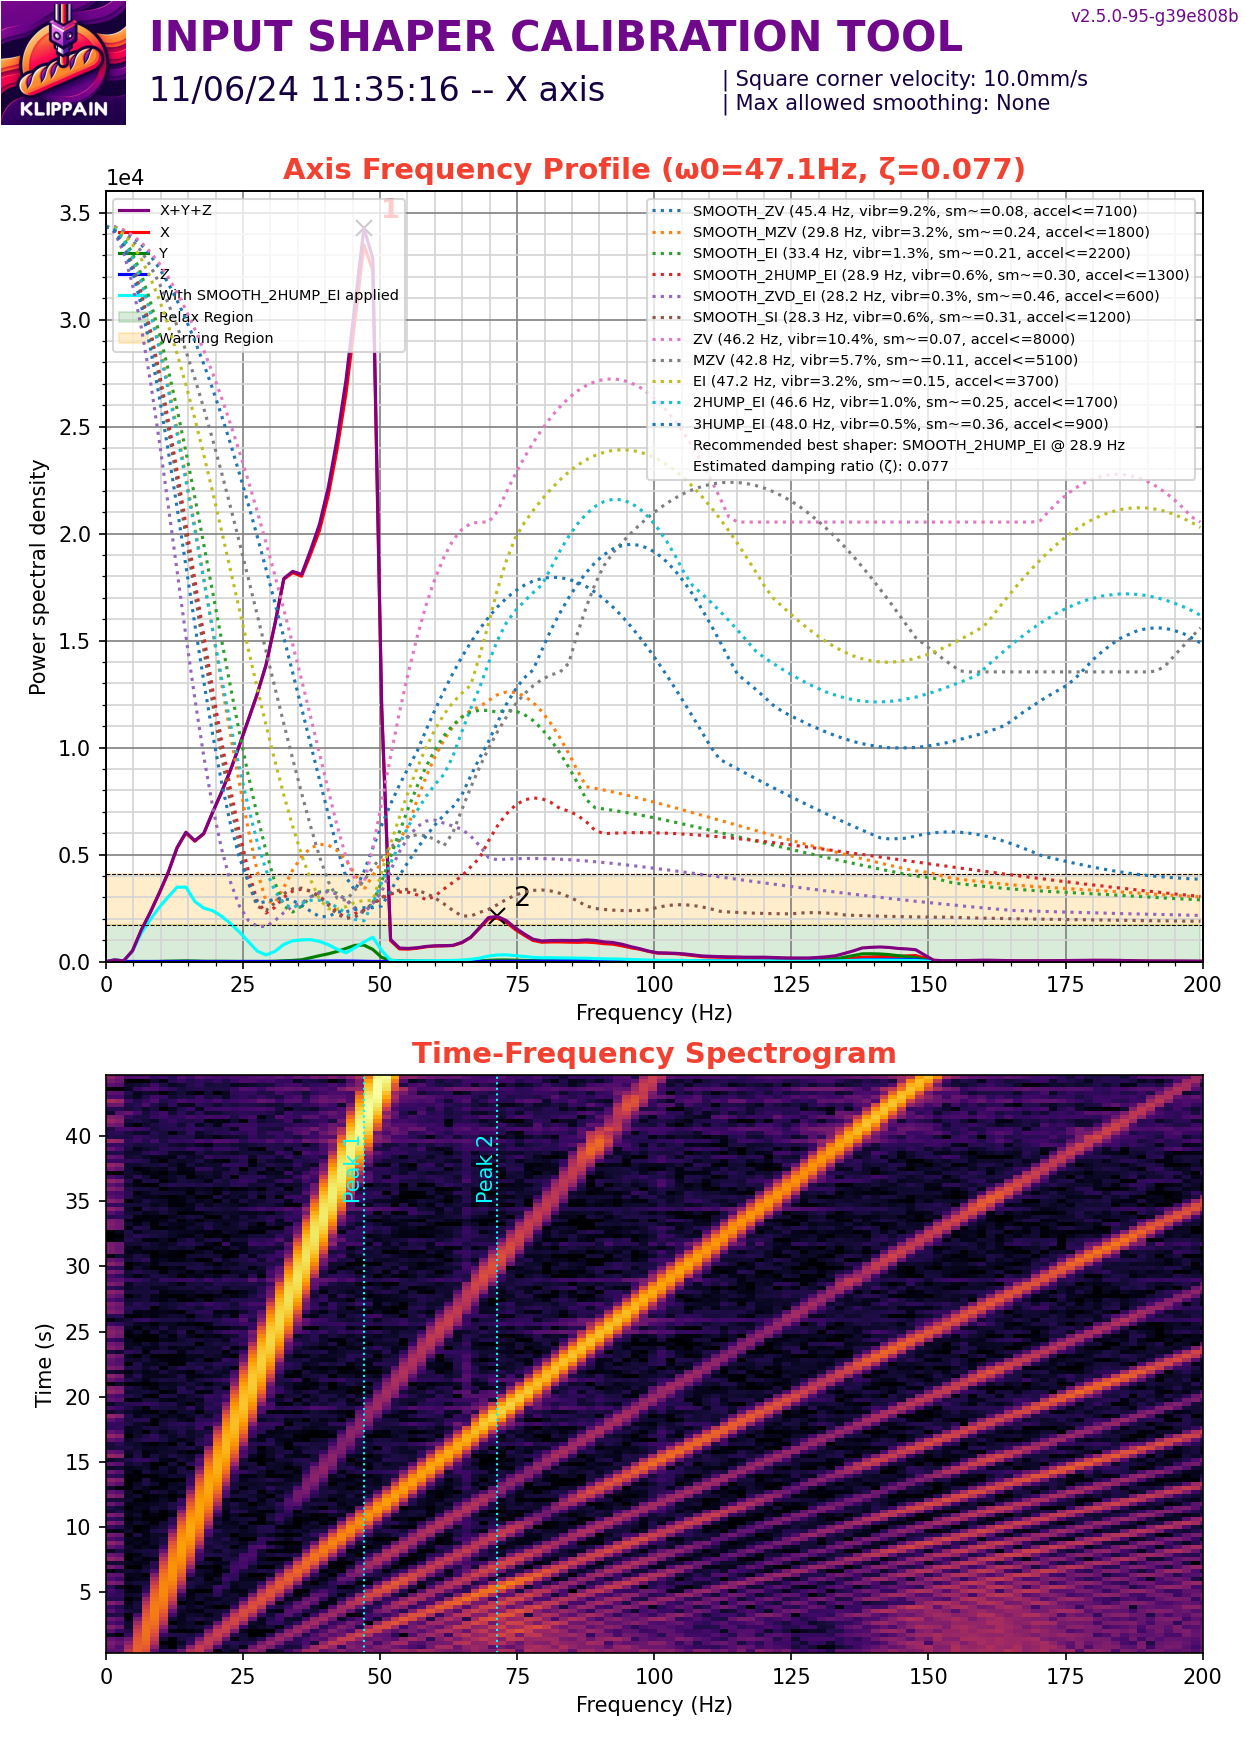 v2.5.0-95-g39e808b
INPUT SHAPER CALIBRATION TOOL
11/06/24 11:35:16 -- X axis
| Square corner velocity: 10.0mm/s
| Max allowed smoothing: None
KLIPPAIN
Axis Frequency Profile (ω0=47.1Hz, ζ=0.077)
1e4
X+Y+Z
X
Y
Z
With SMOOTH_2HUMP_EI applied
Relax Region
Warning Region
1
SMOOTH_ZV (45.4 Hz, vibr=9.2%, sm~=0.08, accel<=7100)
SMOOTH_MZV (29.8 Hz, vibr=3.2%, sm~=0.24, accel<=1800)
SMOOTH_EI (33.4 Hz, vibr=1.3%, sm~=0.21, accel<=2200)
SMOOTH_2HUMP_EI (28.9 Hz, vibr=0.6%, sm~=0.30, accel<=1300)
SMOOTH_ZVD_EI (28.2 Hz, vibr=0.3%, sm~=0.46, accel<=600)
SMOOTH_SI (28.3 Hz, vibr=0.6%, sm~=0.31, accel<=1200)
ZV (46.2 Hz, vibr=10.4%, sm~=0.07, accel<=8000)
MZV (42.8 Hz, vibr=5.7%, sm~=0.11, accel<=5100)
EI (47.2 Hz, vibr=3.2%, sm~=0.15, accel<=3700)
2HUMP_EI (46.6 Hz, vibr=1.0%, sm~=0.25, accel<=1700)
3HUMP_EI (48.0 Hz, vibr=0.5%, sm~=0.36, accel<=900)
Recommended best shaper: SMOOTH_2HUMP_EI @ 28.9 Hz
Estimated damping ratio (ζ): 0.077
2
3.5
3.0
2.5
2.0
1.5
1.0
0.5
0.0
Power spectral density
0 25 50 75 100 125 150 175 200
Frequency (Hz)
Time-Frequency Spectrogram
Peak 1
Peak 2
40
35
30
25
20
15
10
5
Time (s)
0 25 50 75 100 125 150 175 200
Frequency (Hz)